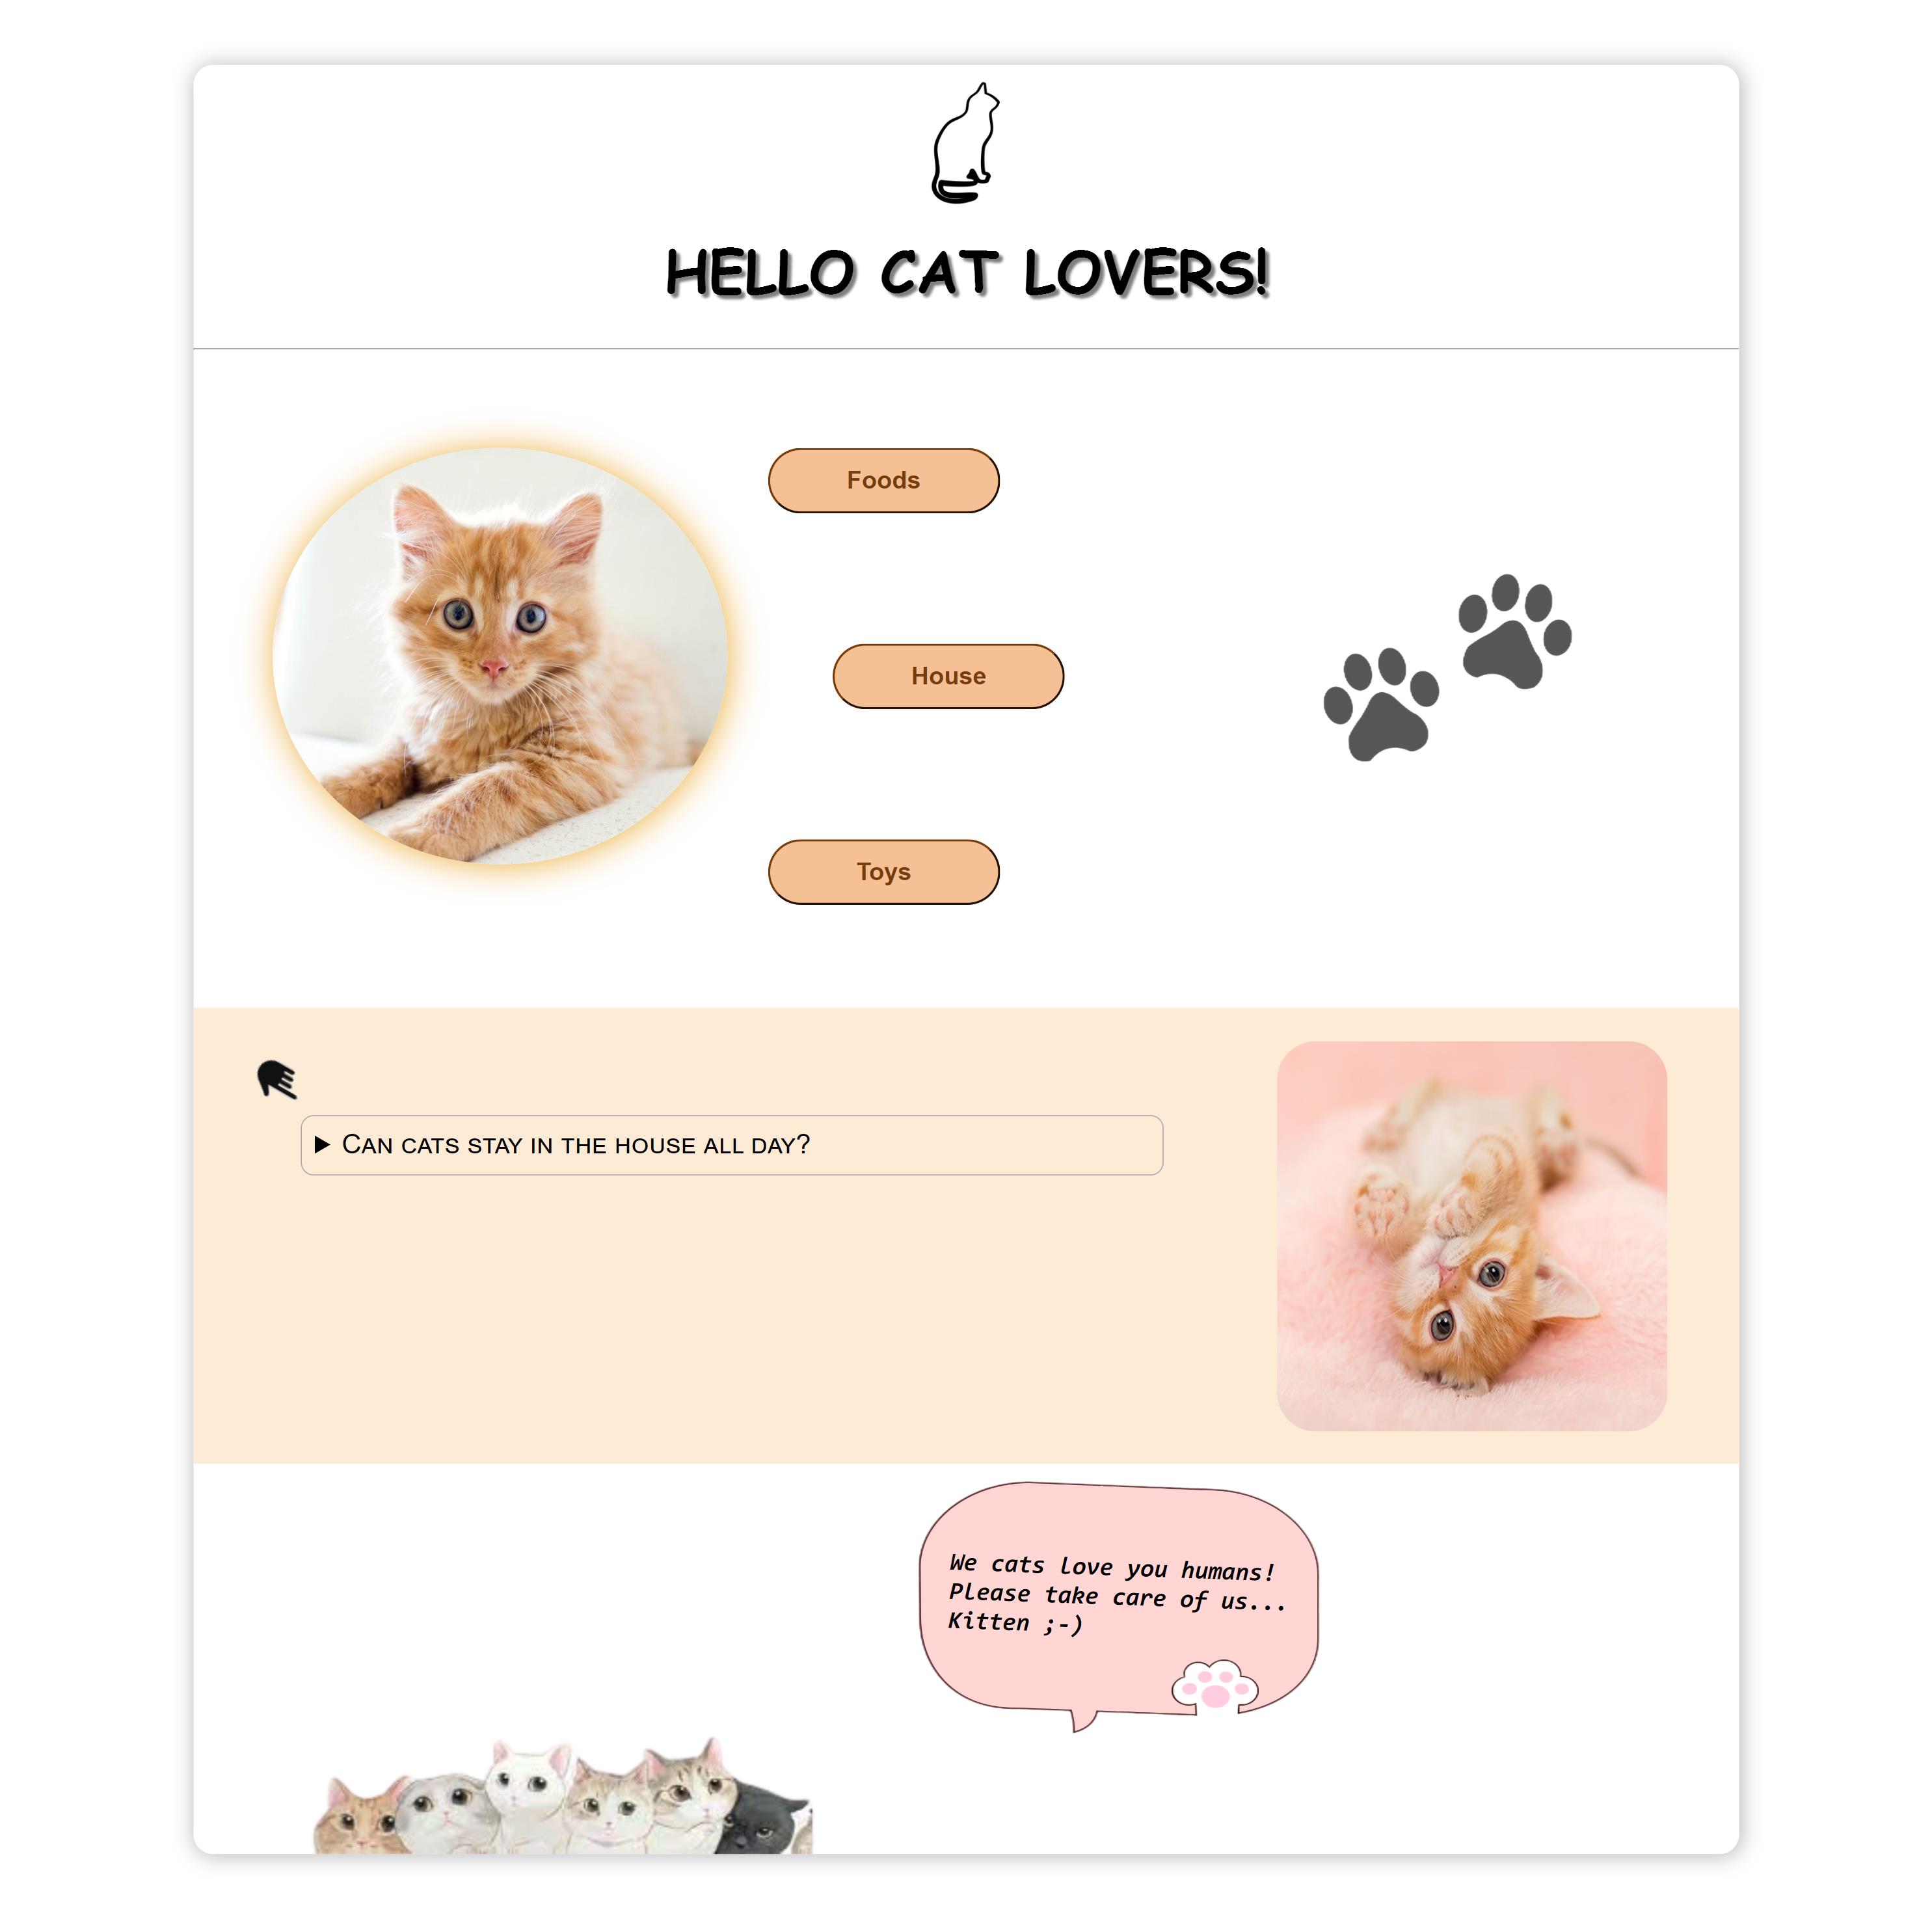 HELLO CAT LOVERS!
Foods
House
Toys
Can cats stay in the house all day?
We cats love you humans!
Please take care of us...
Kitten ;-)